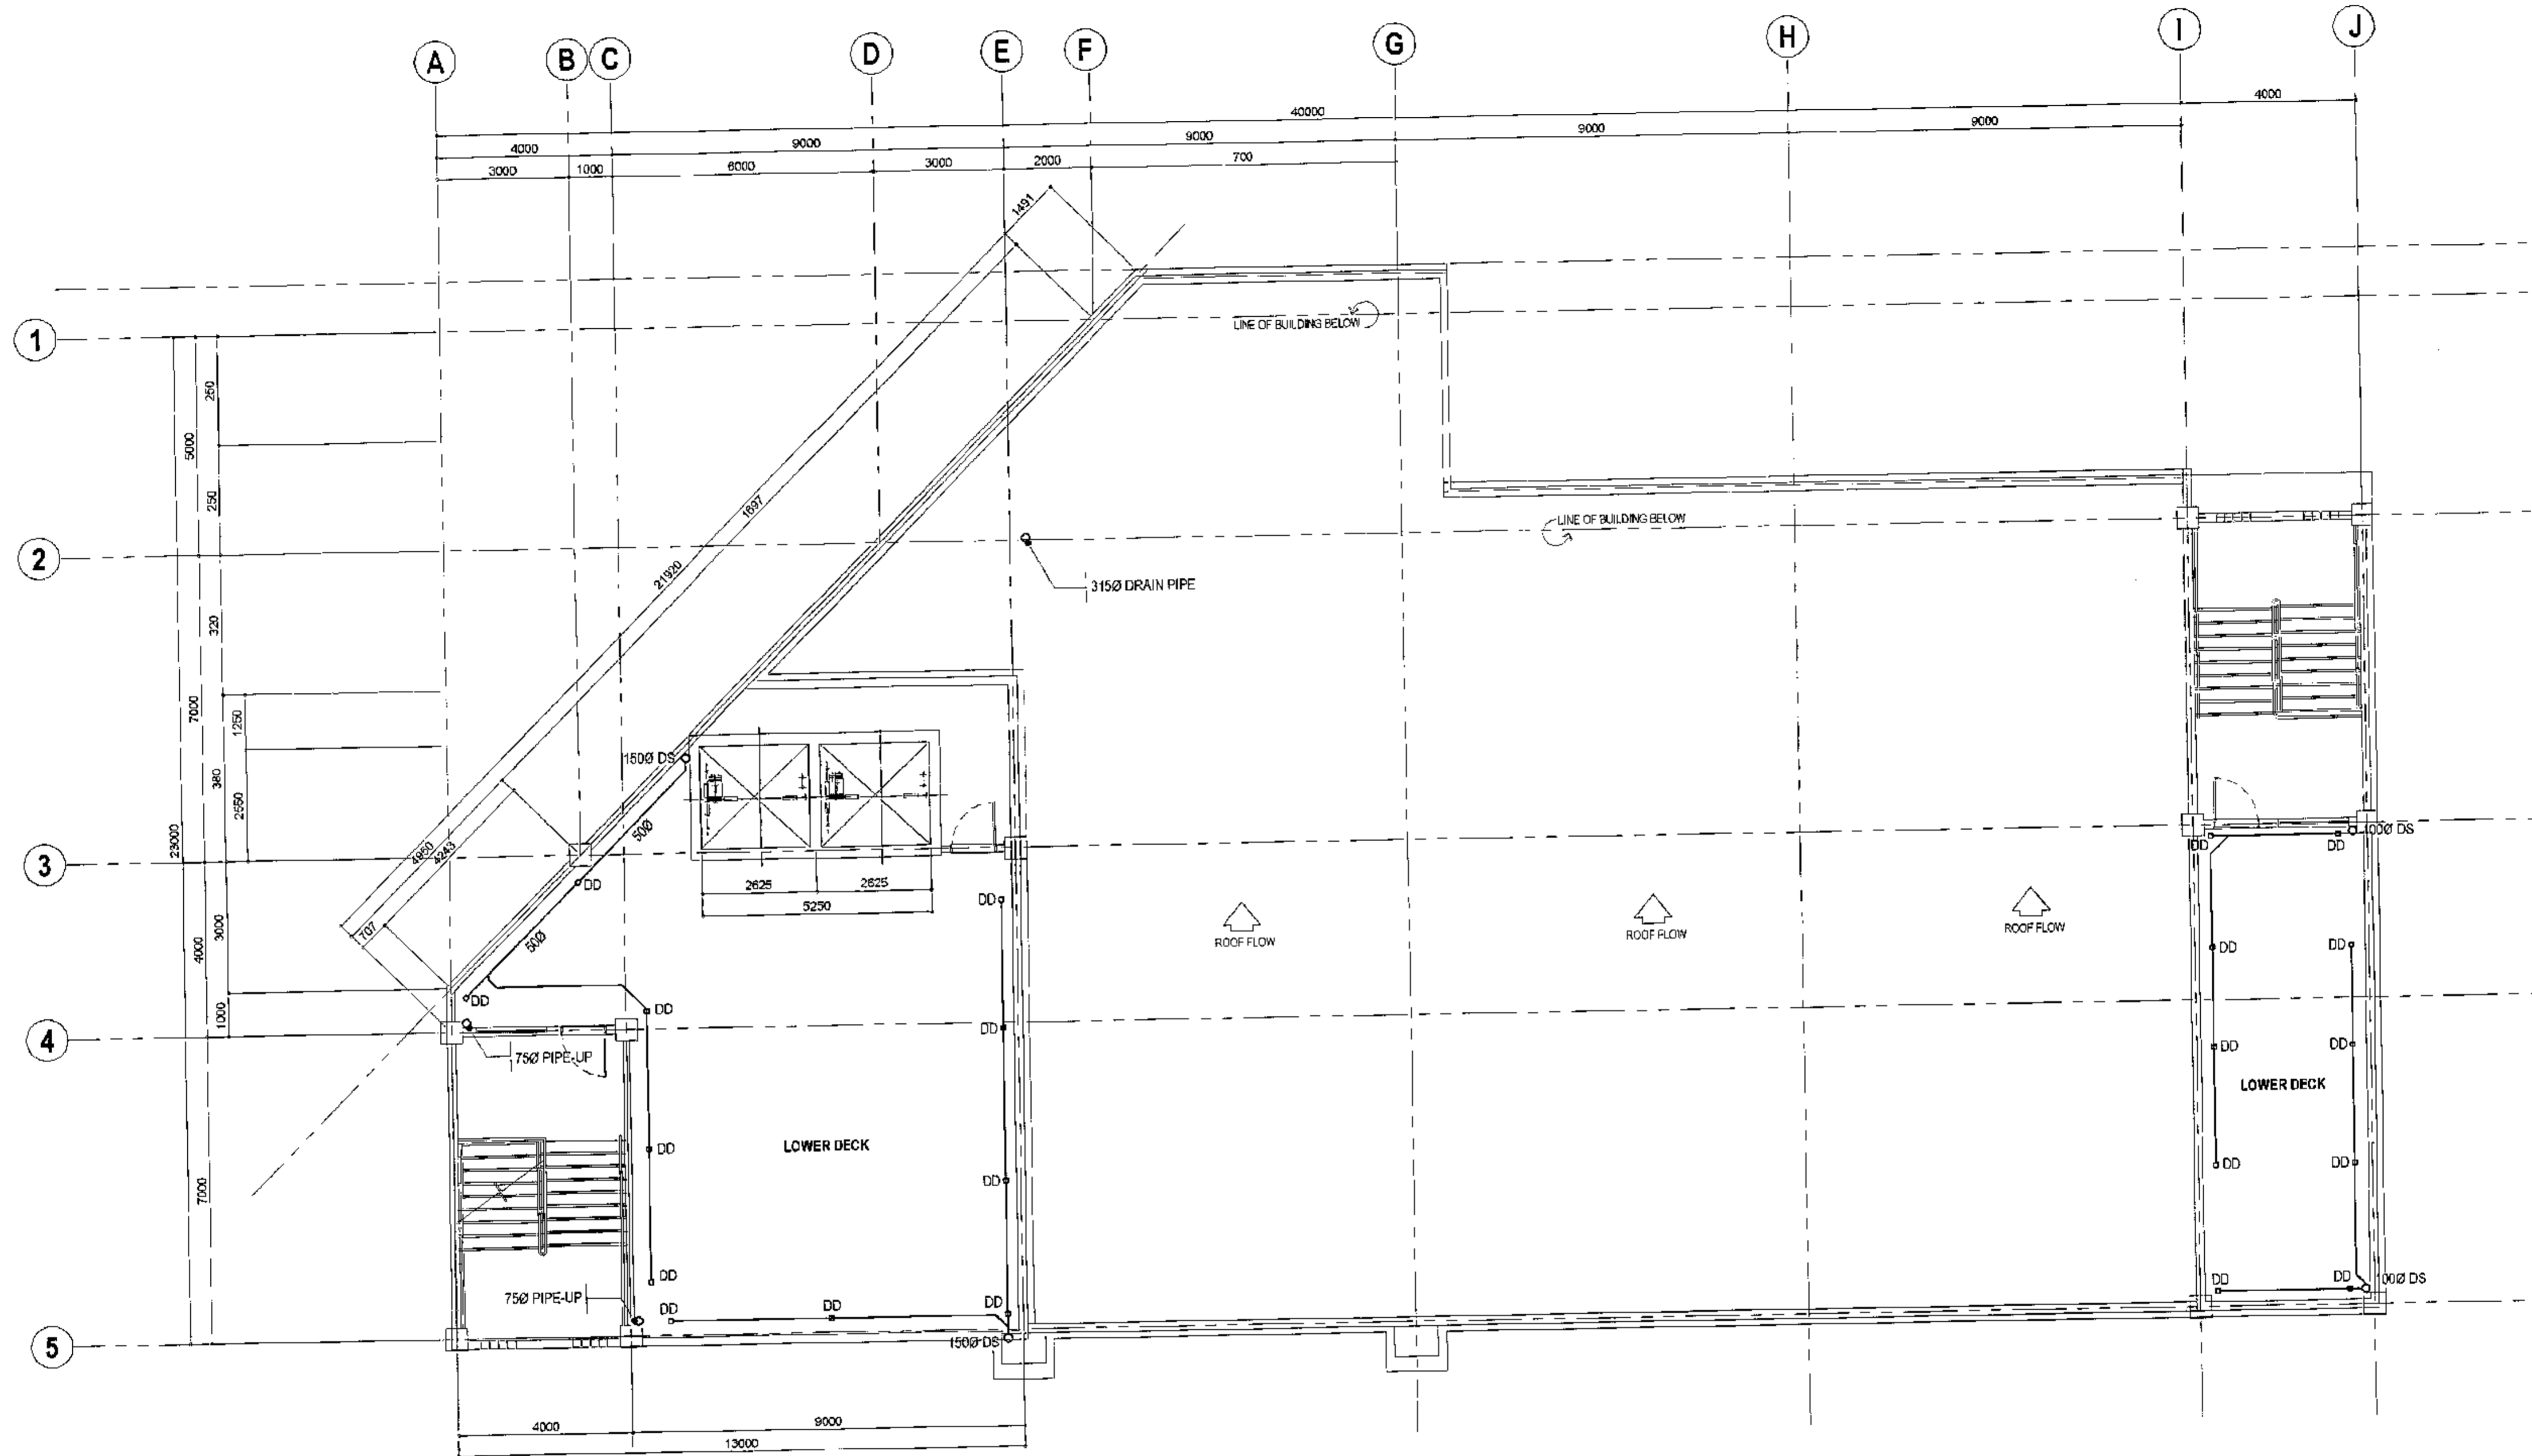 A
B
C
D
E
F
G
H
I
J
40000
4000
4000
9000
9000
9000
9000
3000
1000
6000
3000
2000
700
1491
1
LINE OF BUILDING BELOW
250
5000
250
1697
2
LINE OF BUILDING BELOW
21920
315Ø DRAIN PIPE
320
7000
1250
150Ø DS
380
2550
23000
50Ø
4950
4243
3
DD
2625
2625
5250
DD
DD
DD
ROOF FLOW
ROOF FLOW
ROOF FLOW
707
3000
4000
50Ø
DD
DD
DD
DD
DD
1000
4
DD
DD
DD
75Ø PIPE-UP
LOWER DECK
LOWER DECK
DD
DD
DD
DD
7000
DD
75Ø PIPE-UP
DD
DD
DD
DD
DD
00Ø DS
5
150Ø DS
4000
9000
13000